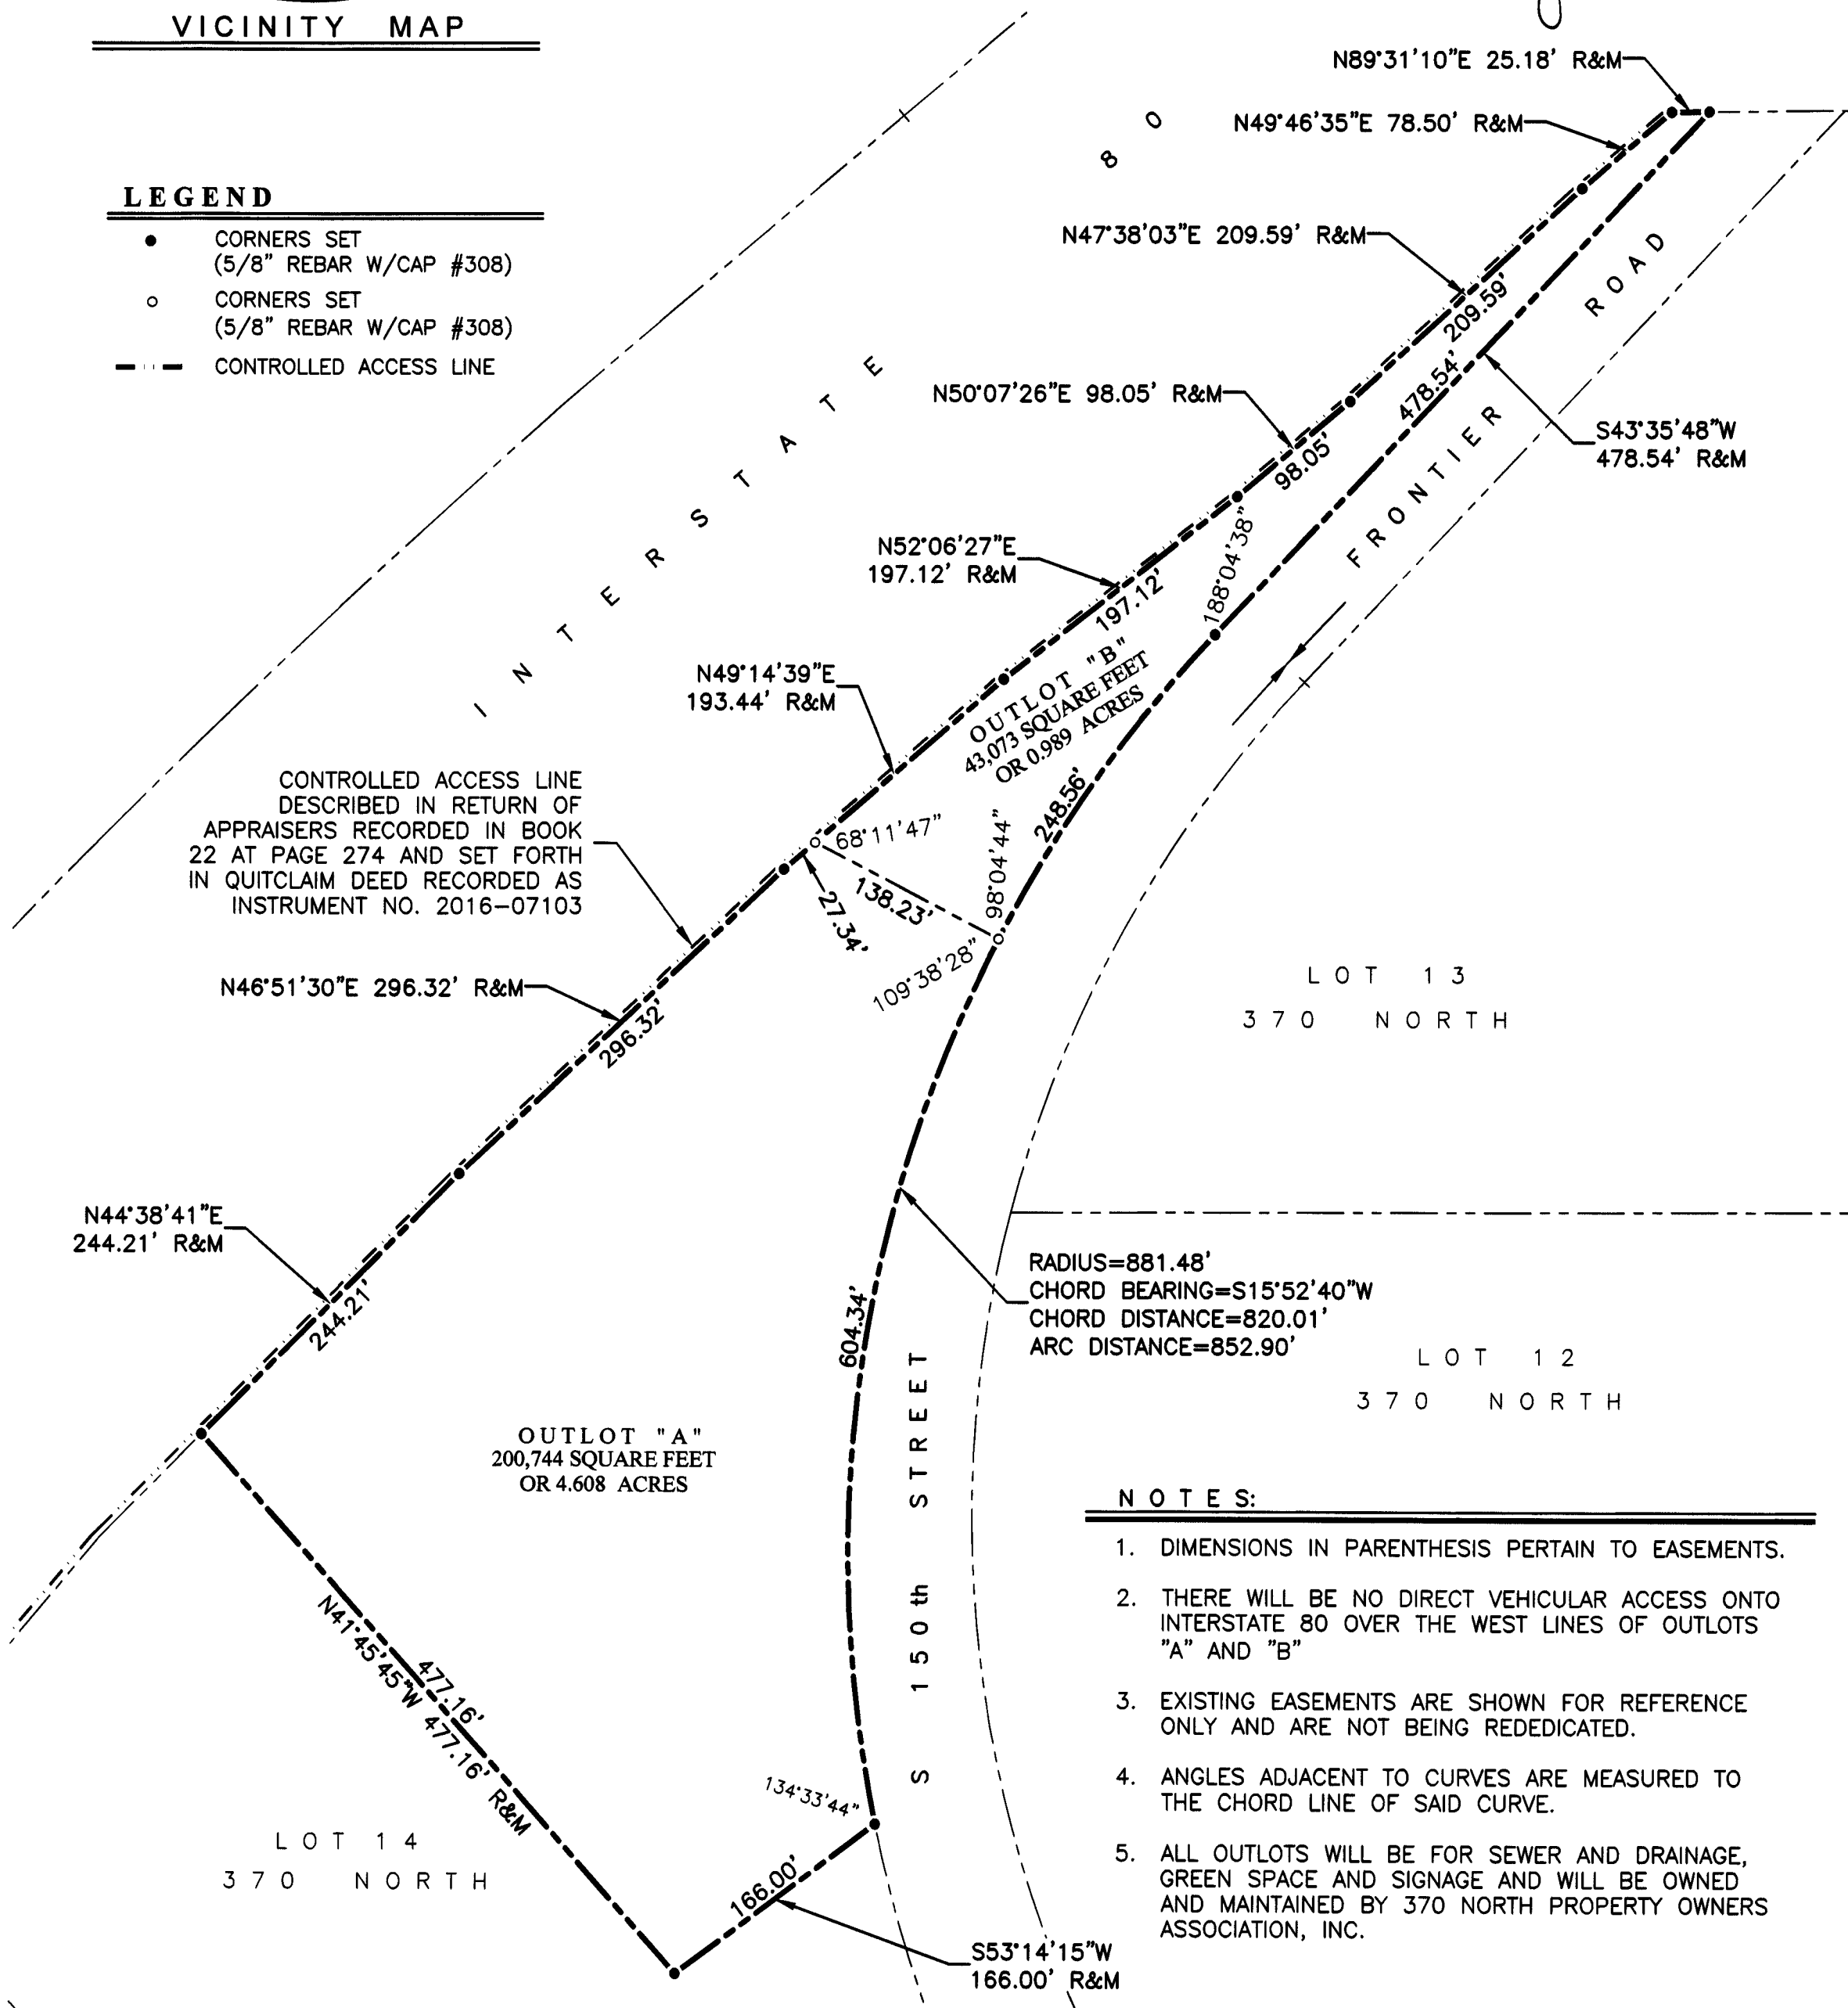 VICINITY MAP
LEGEND
CORNERS SET
(5/8" REBAR W/CAP #308)
CORNERS SET
(5/8" REBAR W/CAP #308)
CONTROLLED ACCESS LINE
N89°31'10"E 25.18' R&M
N49°46'35"E 78.50' R&M
N47°38'03"E 209.59' R&M
209.59'
N50°07'26"E 98.05' R&M
98.05'
478.54'
S43°35'48"W
478.54' R&M
INTERSTATE 80
FRONTIER ROAD
N52°06'27"E
197.12' R&M
197.12'
188°04'38"
N49°14'39"E
193.44' R&M
OUTLOT "B"
43,073 SQUARE FEET
OR 0.989 ACRES
248.56'
CONTROLLED ACCESS LINE
DESCRIBED IN RETURN OF
APPRAISERS RECORDED IN BOOK
22 AT PAGE 274 AND SET FORTH
IN QUITCLAIM DEED RECORDED AS
INSTRUMENT NO. 2016-07103
68°11'47"
138.23'
27.34'
98°04'44"
109°38'28"
N46°51'30"E 296.32' R&M
296.32'
LOT 13
370 NORTH
N44°38'41"E
244.21' R&M
244.21'
RADIUS=881.48'
CHORD BEARING=S15°52'40"W
CHORD DISTANCE=820.01'
ARC DISTANCE=852.90'
604.34'
LOT 12
370 NORTH
S 150th STREET
OUTLOT "A"
200,744 SQUARE FEET
OR 4.608 ACRES
477.16'
N41°45'45"W 477.16' R&M
134°33'44"
LOT 14
370 NORTH
166.00'
S53°14'15"W
166.00' R&M
NOTES:
1. DIMENSIONS IN PARENTHESIS PERTAIN TO EASEMENTS.
2. THERE WILL BE NO DIRECT VEHICULAR ACCESS ONTO
INTERSTATE 80 OVER THE WEST LINES OF OUTLOTS
"A" AND "B"
3. EXISTING EASEMENTS ARE SHOWN FOR REFERENCE
ONLY AND ARE NOT BEING REDEDICATED.
4. ANGLES ADJACENT TO CURVES ARE MEASURED TO
THE CHORD LINE OF SAID CURVE.
5. ALL OUTLOTS WILL BE FOR SEWER AND DRAINAGE,
GREEN SPACE AND SIGNAGE AND WILL BE OWNED
AND MAINTAINED BY 370 NORTH PROPERTY OWNERS
ASSOCIATION, INC.